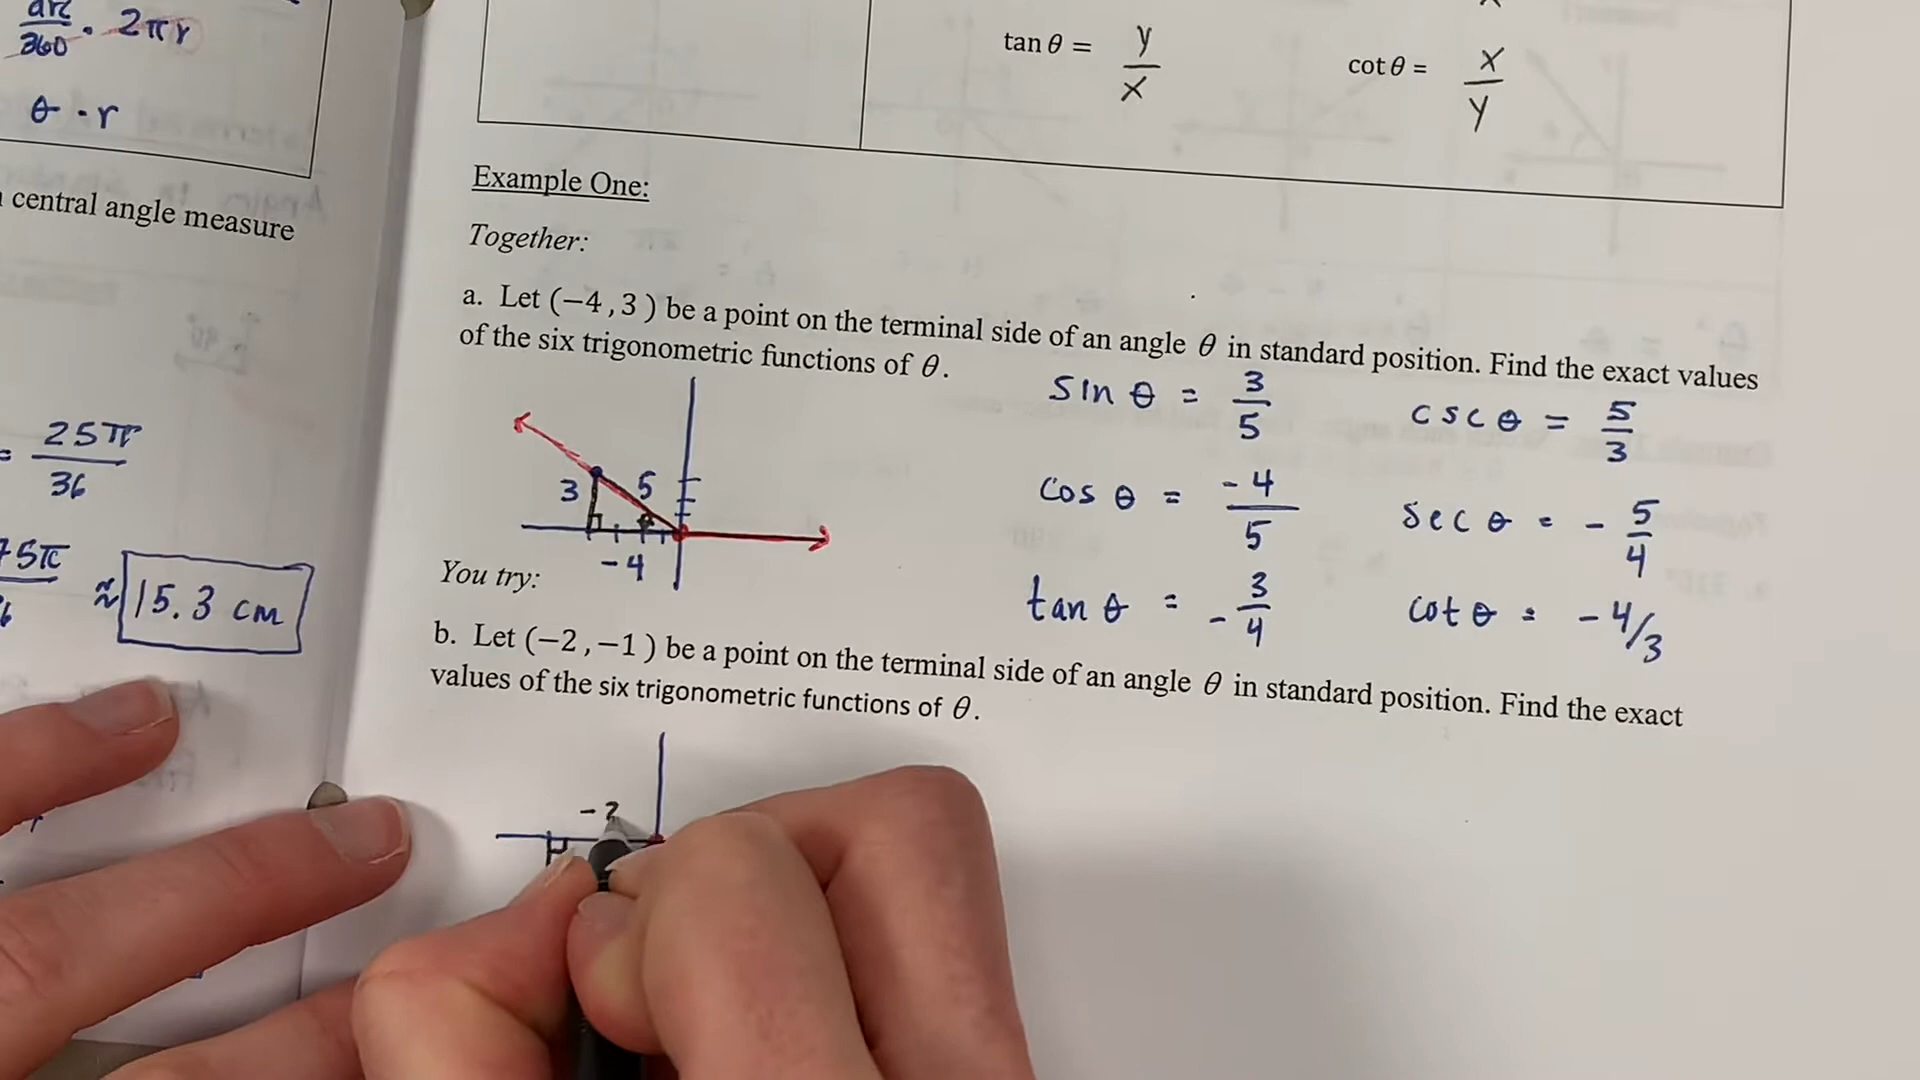 arc/360 · 2πr
θ · r
central angle measure
= 25π/36
≈ 15.3 cm
tan θ = y/x
cot θ = x/y
Example One:
Together:
a. Let (−4, 3) be a point on the terminal side of an angle θ in standard position. Find the exact values
of the six trigonometric functions of θ.
sin θ = 3/5
csc θ = 5/3
3 5
cos θ = -4/5
sec θ = - 5/4
-4
tan θ = - 3/4
cot θ = -4/3
You try:
b. Let (−2, −1) be a point on the terminal side of an angle θ in standard position. Find the exact
values of the six trigonometric functions of θ.
-2